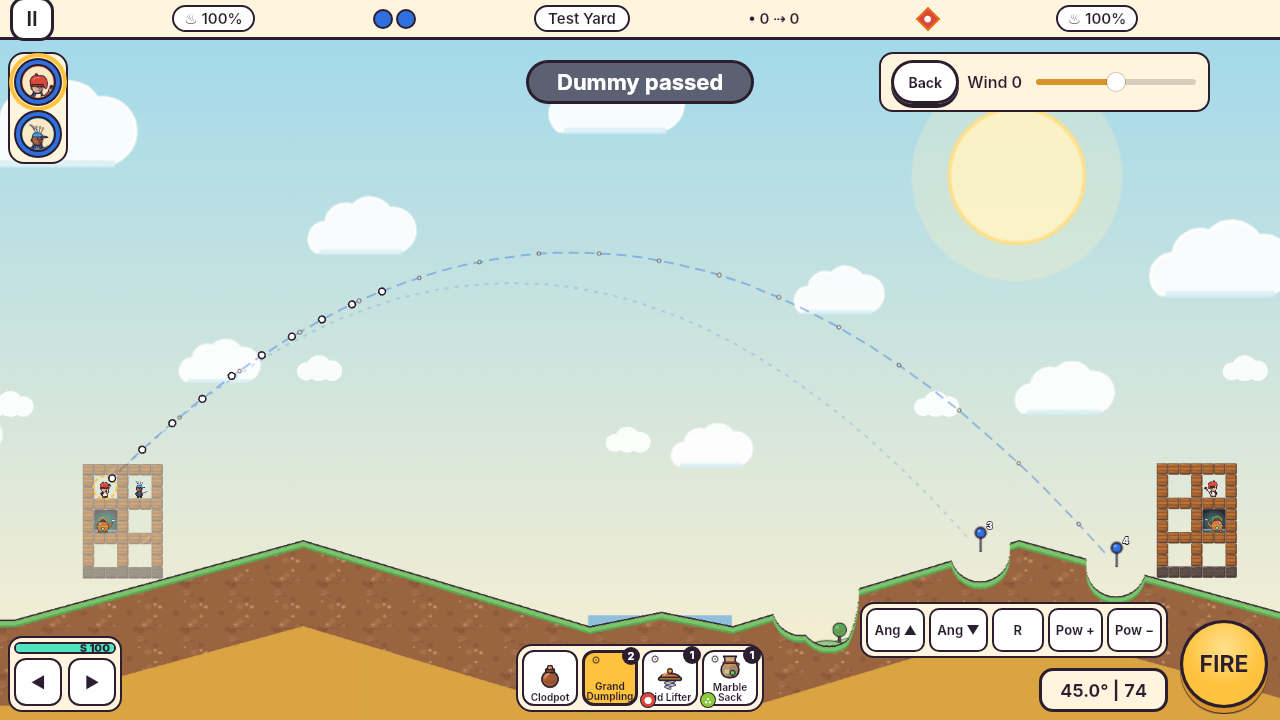 100%
Test Yard
• 0 ⇢ 0
100%
Dummy passed
Back
Wind 0
3
4
S 100
Clodpot
2
Grand
Dumpling
1
id Lifter
1
Marble
Sack
Ang ▲
Ang ▼
R
Pow +
Pow −
45.0° | 74
FIRE